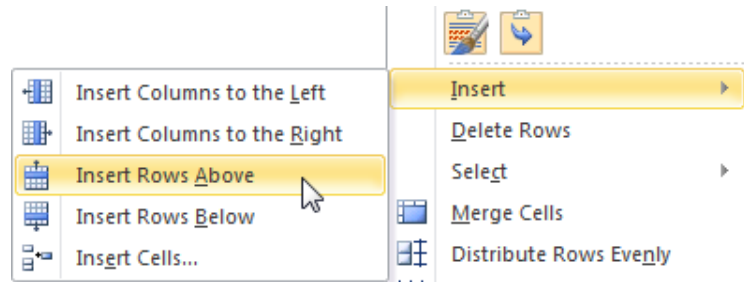 Insert Columns to the Left
Insert Columns to the Right
Insert Rows Above
Insert Rows Below
Insert Cells...
Insert
Delete Rows
Select
Merge Cells
Distribute Rows Evenly